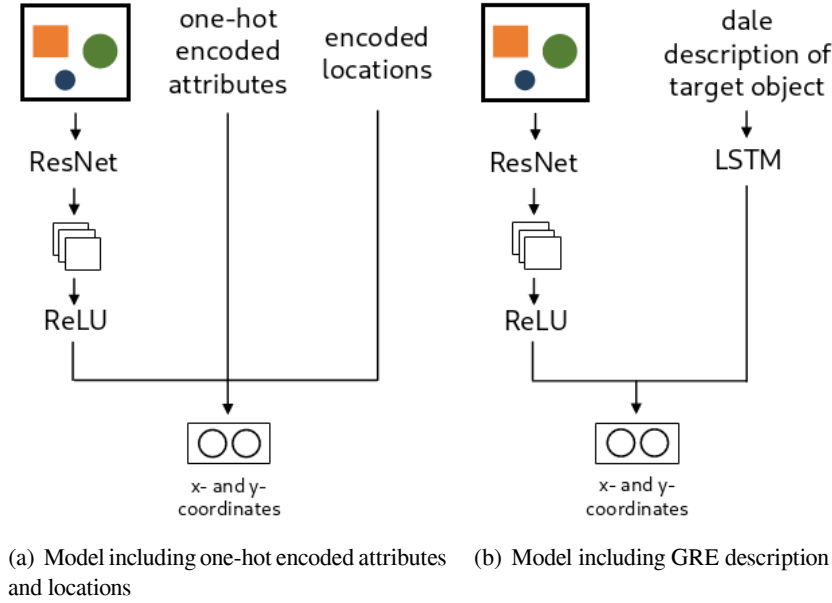 one-hot
encoded
attributes
encoded
locations
ResNet
ReLU
x- and y-
coordinates
(a) Model including one-hot encoded attributes
and locations
dale
description of
target object
ResNet
LSTM
ReLU
x- and y-
coordinates
(b) Model including GRE description